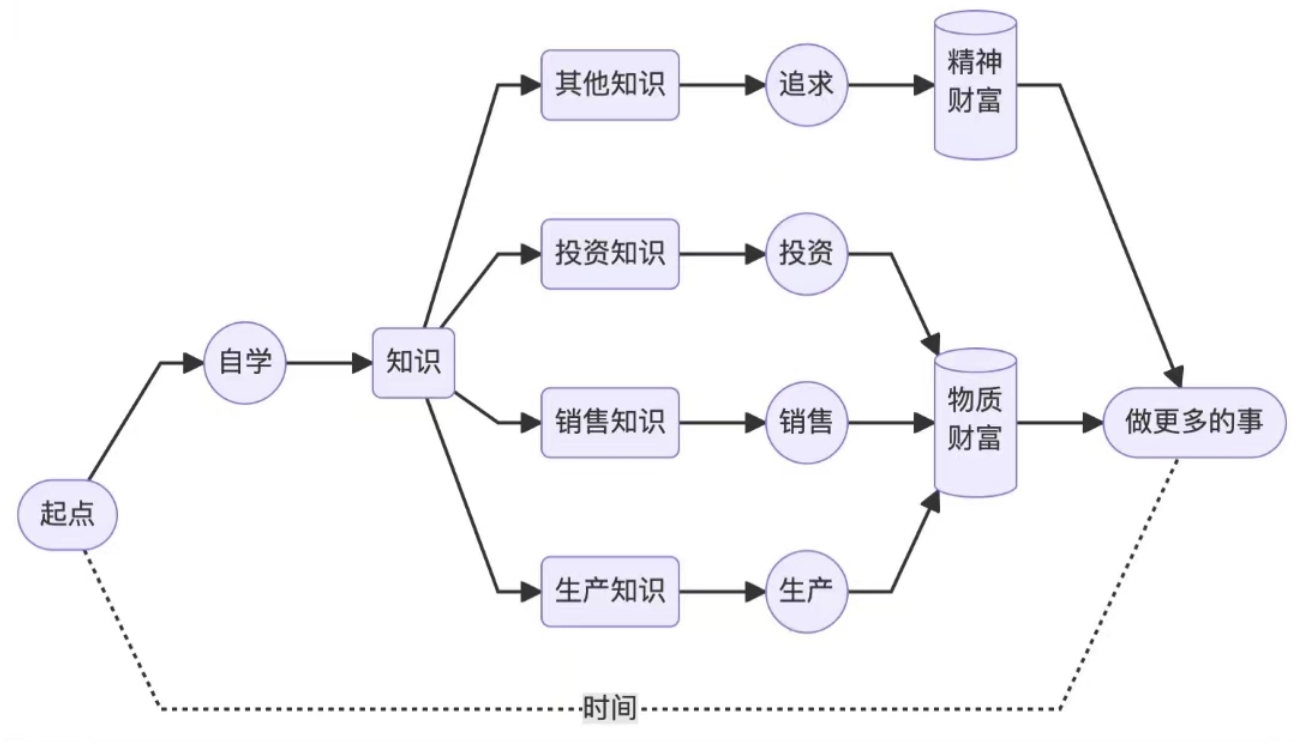 其他知识
追求
精神
财富
投资知识
投资
自学
知识
物质
财富
销售知识
销售
做更多的事
起点
生产知识
生产
时间